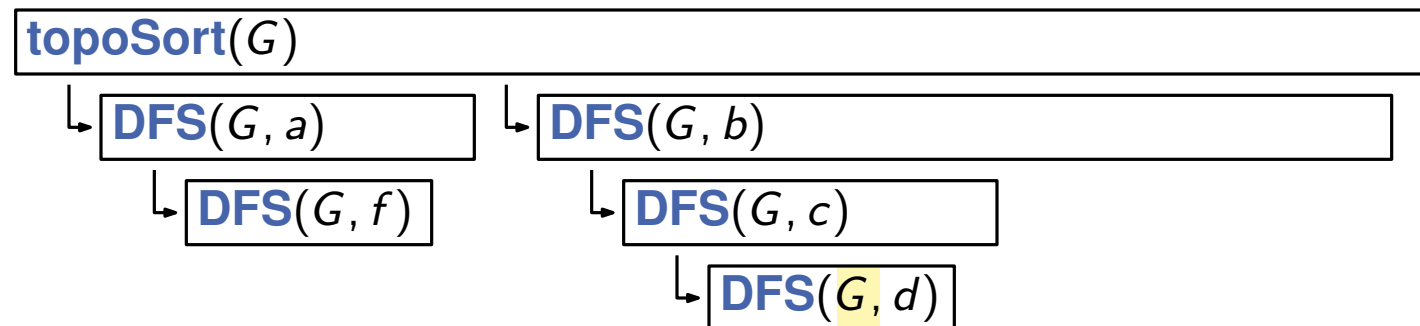 topoSort(G)
DFS(G, a) DFS(G, b)
DFS(G, f) DFS(G, c)
DFS(G, d)